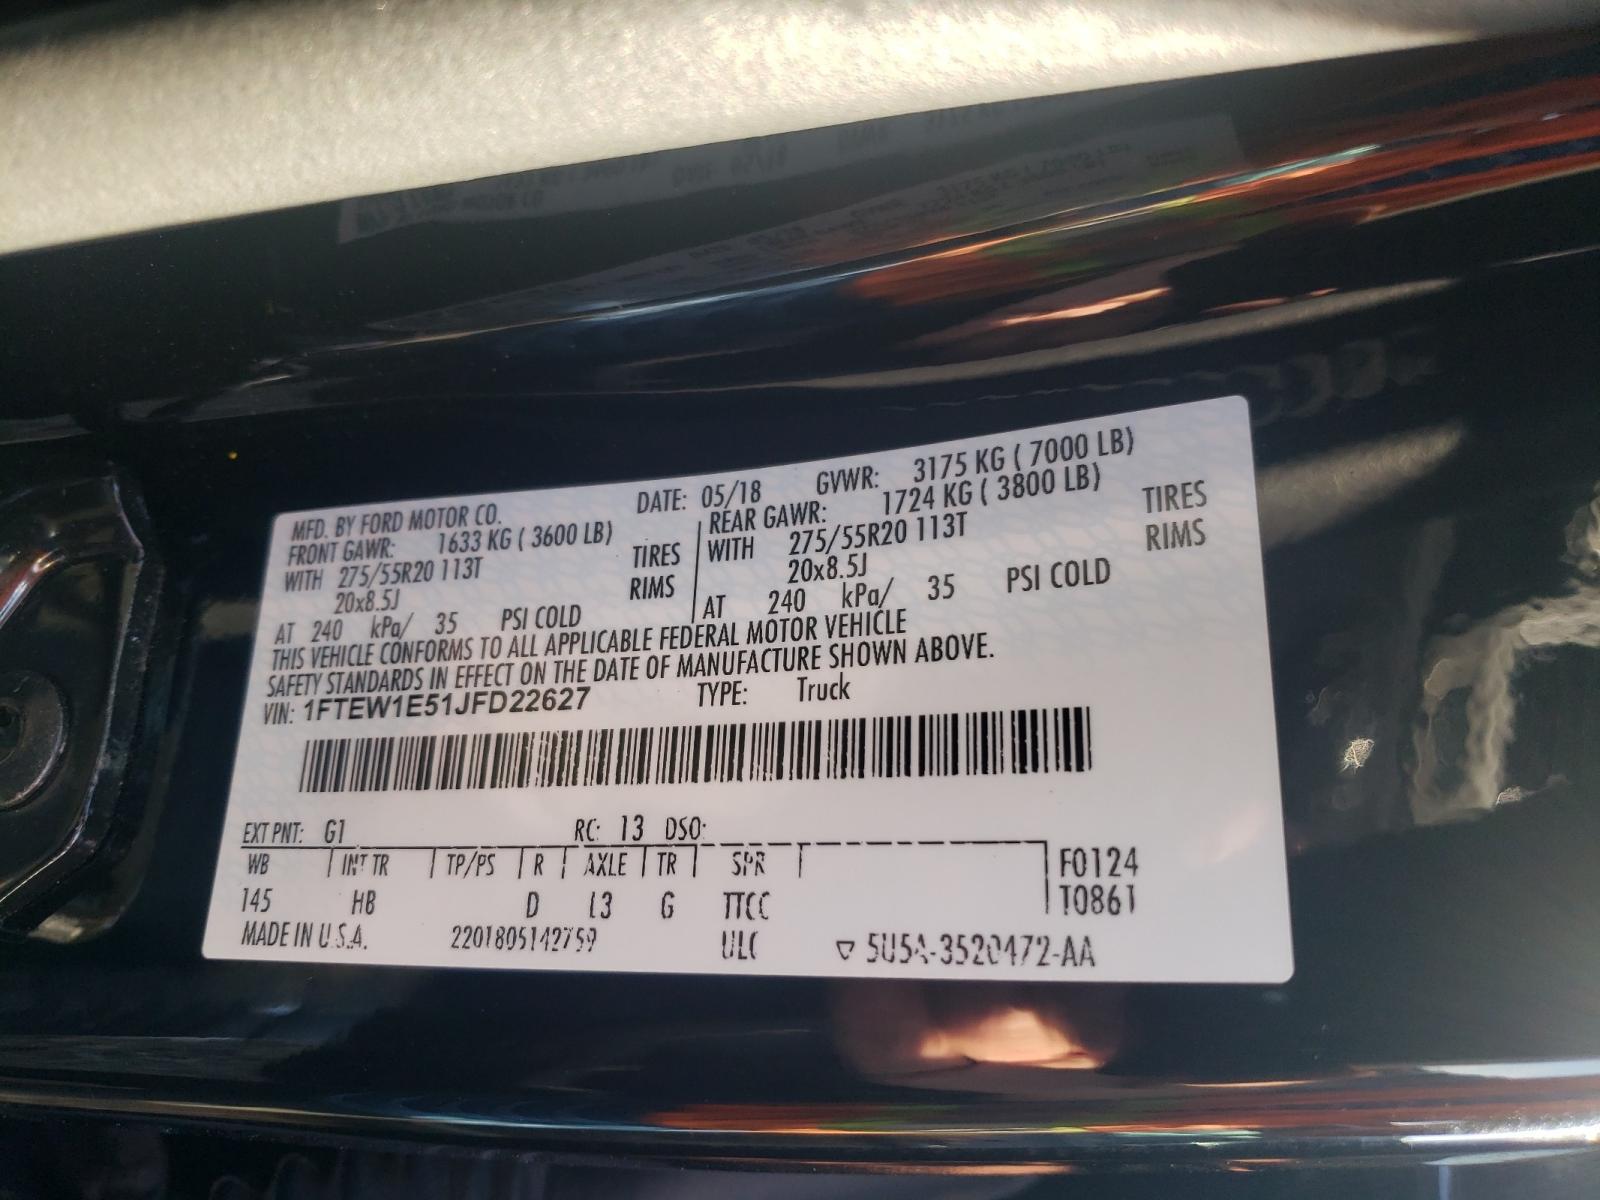 MFD. BY FORD MOTOR CO. DATE: 05/18 GVWR: 3175 KG ( 7000 LB)
FRONT GAWR: 1633 KG ( 3600 LB) REAR GAWR: 1724 KG ( 3800 LB)
WITH 275/55R20 113T TIRES WITH 275/55R20 113T TIRES
20x8.5J RIMS 20x8.5J RIMS
AT 240 kPa/ 35 PSI COLD AT 240 kPa/ 35 PSI COLD
THIS VEHICLE CONFORMS TO ALL APPLICABLE FEDERAL MOTOR VEHICLE
SAFETY STANDARDS IN EFFECT ON THE DATE OF MANUFACTURE SHOWN ABOVE.
VIN: 1FTEW1E51JFD22627 TYPE: Truck
EXT PNT: G1 RC: 13 DSO:
WB INT TR TP/PS R AXLE TR SPR F0124
145 HB D L3 G TTCC T0861
MADE IN U.S.A. 2201805142759 ULC ▽ 5U5A-3520472-AA